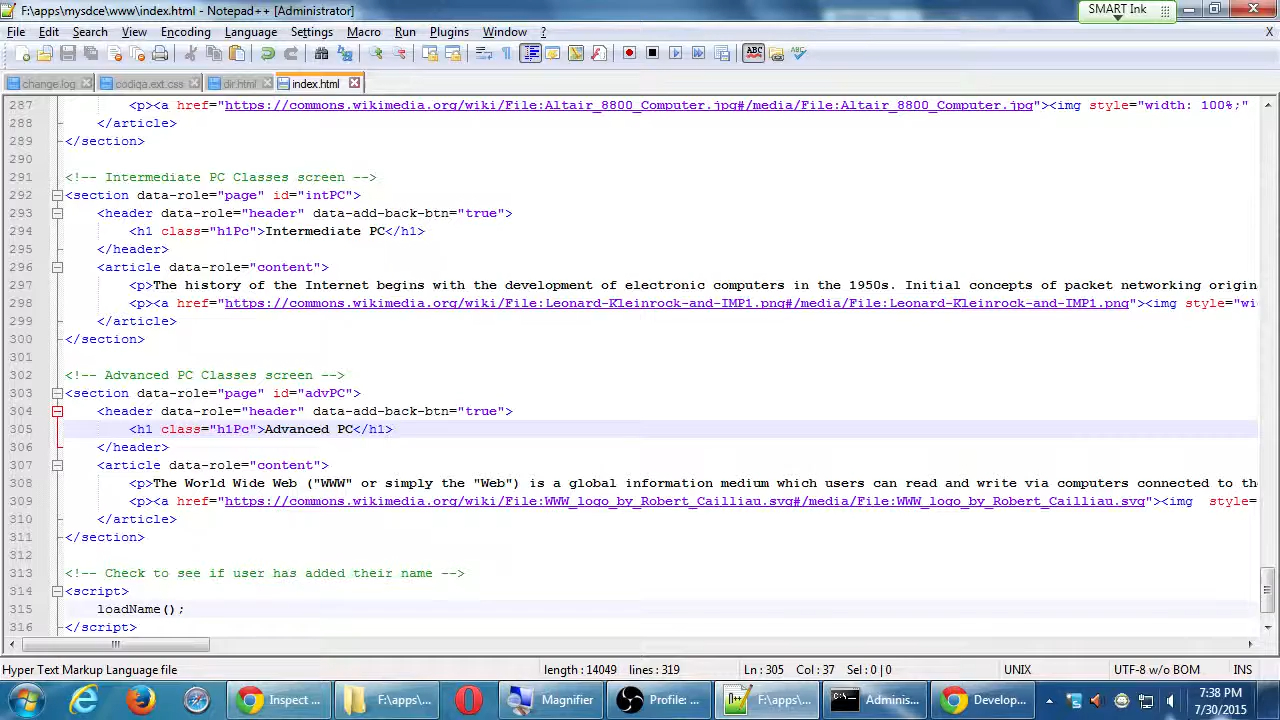 F:\apps\mysdce\www\index.html - Notepad++ [Administrator]
SMART Ink
File Edit Search View Encoding Language Settings Macro Run Plugins Window ? X
change.log codiqa.ext.css dir.html index.html
287 <p><a href="https://commons.wikimedia.org/wiki/File:Altair_8800_Computer.jpg#/media/File:Altair_8800_Computer.jpg"><img style="width: 100%;"
288 </article>
289 </section>
290
291 <!-- Intermediate PC Classes screen -->
292 <section data-role="page" id="intPC">
293 <header data-role="header" data-add-back-btn="true">
294 <h1 class="h1Pc">Intermediate PC</h1>
295 </header>
296 <article data-role="content">
297 <p>The history of the Internet begins with the development of electronic computers in the 1950s. Initial concepts of packet networking origin
298 <p><a href="https://commons.wikimedia.org/wiki/File:Leonard-Kleinrock-and-IMP1.png#/media/File:Leonard-Kleinrock-and-IMP1.png"><img style="wi
299 </article>
300 </section>
301
302 <!-- Advanced PC Classes screen -->
303 <section data-role="page" id="advPC">
304 <header data-role="header" data-add-back-btn="true">
305 <h1 class="h1Pc">Advanced PC</h1>
306 </header>
307 <article data-role="content">
308 <p>The World Wide Web ("WWW" or simply the "Web") is a global information medium which users can read and write via computers connected to the
309 <p><a href="https://commons.wikimedia.org/wiki/File:WWW_logo_by_Robert_Cailliau.svg#/media/File:WWW_logo_by_Robert_Cailliau.svg"><img style=
310 </article>
311 </section>
312
313 <!-- Check to see if user has added their name -->
314 <script>
315 loadName();
316 </script>
Hyper Text Markup Language file length : 14049 lines : 319 Ln : 305 Col : 37 Sel : 0 | 0 UNIX UTF-8 w/o BOM INS
Inspect ... F:\apps\... Magnifier Profile: ... F:\apps\... Adminis... Develop...
7:38 PM
7/30/2015